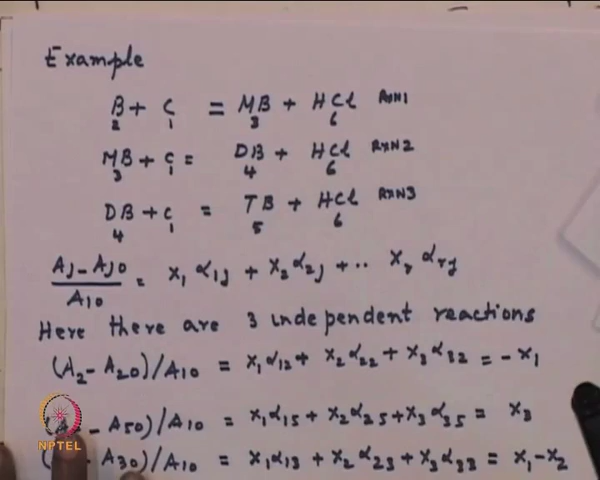 Example
B + C = MB + HCl RXN1
2 1 3 6
MB + C = DB + HCl RXN2
3 1 4 6
DB + C = TB + HCl RXN3
4 1 5 6
(Aj - Aj0)/A10 = x1 α1j + x2 α2j + .. xr αrj
Here there are 3 independent reactions
(A2 - A20)/A10 = x1α12 + x2α22 + x3α32 = -x1
- A50)/A10 = x1α15 + x2α25 + x3α35 = x3
( - A30)/A10 = x1α13 + x2α23 + x3α33 = x1-x2
NPTEL